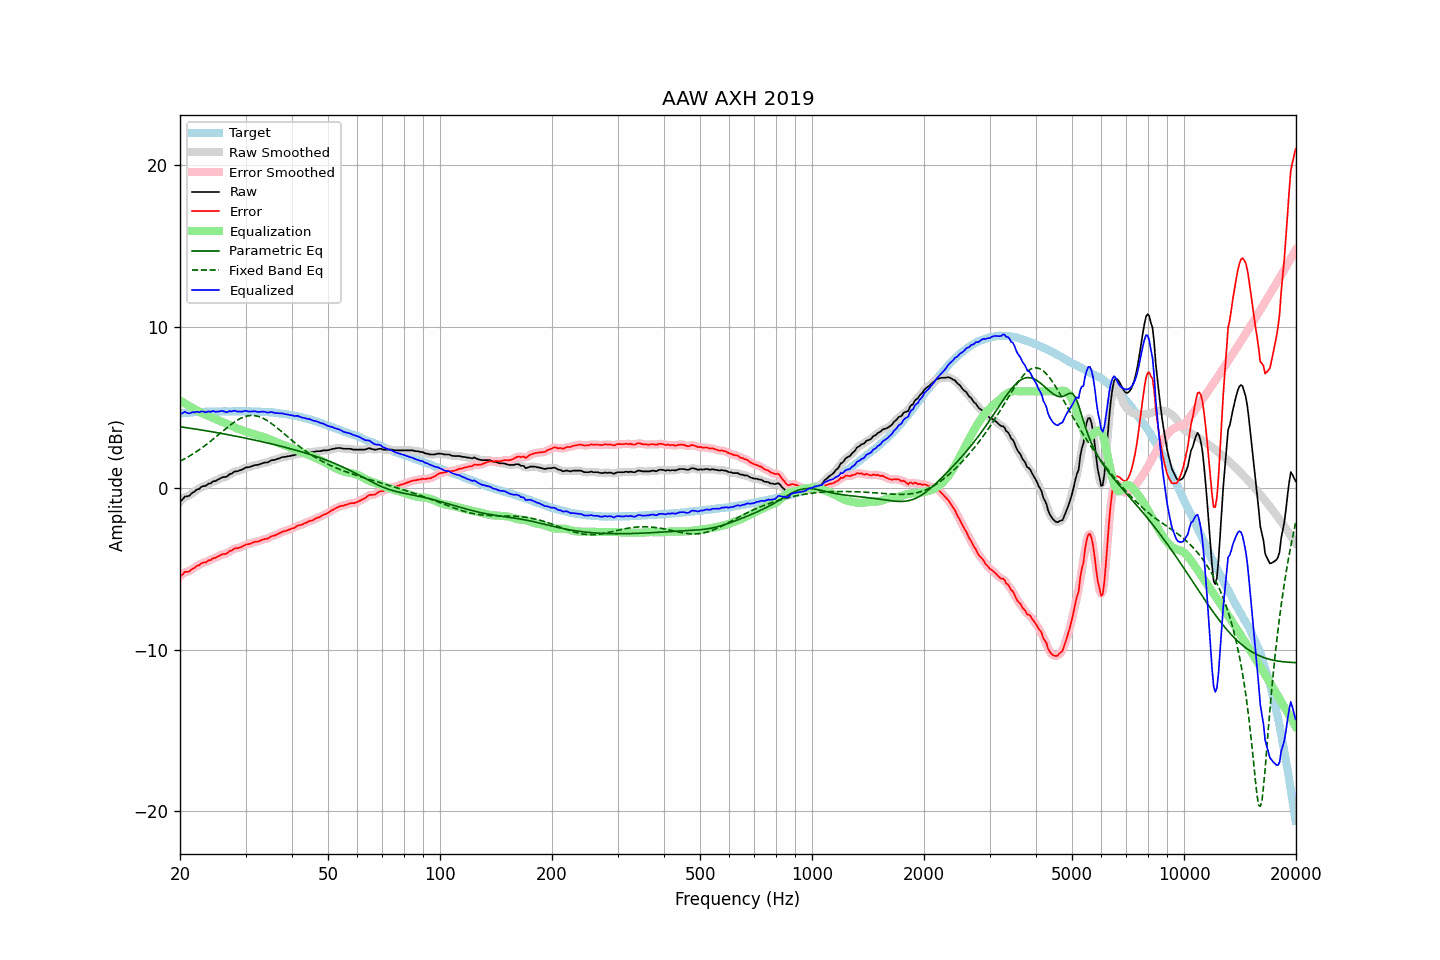 AAW AXH 2019
Target
Raw Smoothed
Error Smoothed
Raw
Error
Equalization
Parametric Eq
Fixed Band Eq
Equalized
20
10
0
−10
−20
Amplitude (dBr)
20 50 100 200 500 1000 2000 5000 10000 20000
Frequency (Hz)